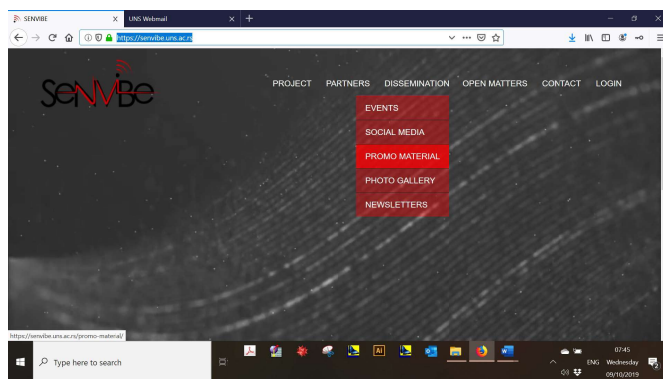 SENVIBE
UNS Webmail
https://senvibe.uns.ac.rs
SENVIBE
PROJECT PARTNERS DISSEMINATION OPEN MATTERS CONTACT LOGIN
EVENTS
SOCIAL MEDIA
PROMO MATERIAL
PHOTO GALLERY
NEWSLETTERS
https://senvibe.uns.ac.rs/promo-material/
Type here to search
Ai
ENG
07:45
Wednesday
09/10/2019
2